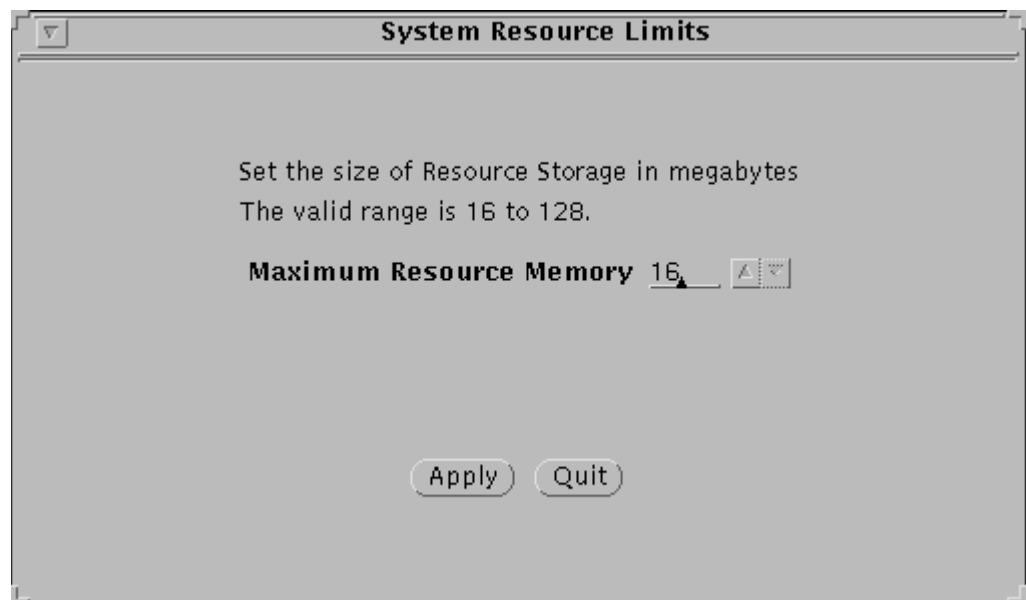 System Resource Limits
Set the size of Resource Storage in megabytes
The valid range is 16 to 128.
Maximum Resource Memory 16
Apply Quit